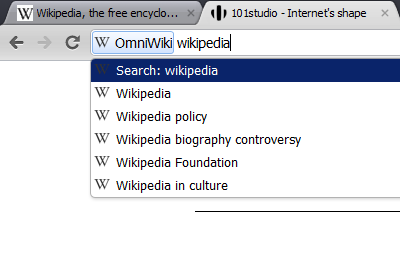 Wikipedia, the free encyclo...
101studio - Internet's shape
OmniWiki wikipedia
Search: wikipedia
Wikipedia
Wikipedia policy
Wikipedia biography controversy
Wikipedia Foundation
Wikipedia in culture